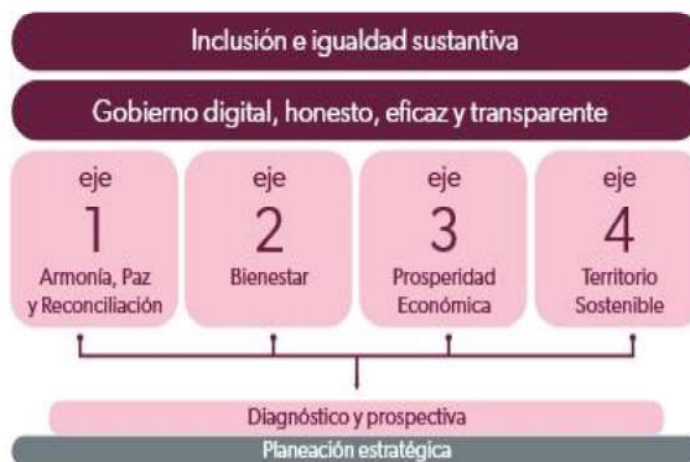 Inclusión e igualdad sustantiva
Gobierno digital, honesto, eficaz y transparente
eje
1
Armonía, Paz
y Reconciliación
eje
2
Bienestar
eje
3
Prosperidad
Económica
eje
4
Territorio
Sostenible
Diagnóstico y prospectiva
Planeación estratégica